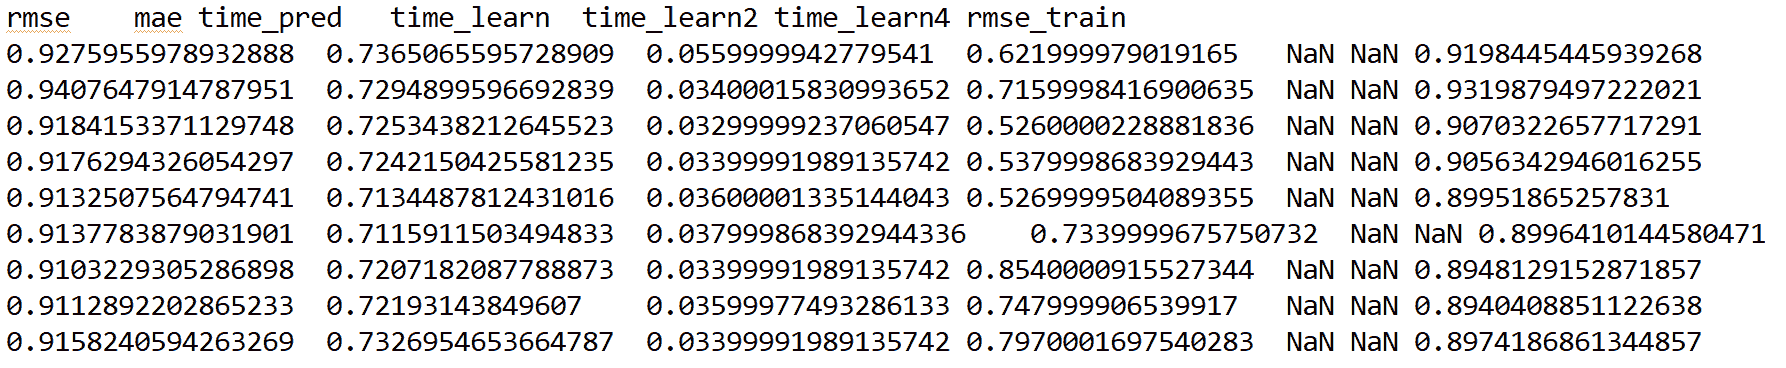 rmse mae time_pred time_learn time_learn2 time_learn4 rmse_train
0.9275955978932888 0.7365065595728909 0.0559999942779541 0.621999979019165 NaN NaN 0.9198445445939268
0.9407647914787951 0.7294899596692839 0.03400015830993652 0.7159998416900635 NaN NaN 0.9319879497222021
0.9184153371129748 0.7253438212645523 0.03299999237060547 0.5260000228881836 NaN NaN 0.9070322657717291
0.9176294326054297 0.7242150425581235 0.03399991989135742 0.5379998683929443 NaN NaN 0.9056342946016255
0.9132507564794741 0.7134487812431016 0.03600001335144043 0.5269999504089355 NaN NaN 0.89951865257831
0.9137783879031901 0.7115911503494833 0.037999868392944336 0.7339999675750732 NaN NaN 0.8996410144580471
0.9103229305286898 0.7207182087788873 0.03399991989135742 0.8540000915527344 NaN NaN 0.8948129152871857
0.9112892202865233 0.72193143849607 0.03599977493286133 0.747999906539917 NaN NaN 0.8940408851122638
0.9158240594263269 0.7326954653664787 0.03399991989135742 0.7970001697540283 NaN NaN 0.8974186861344857